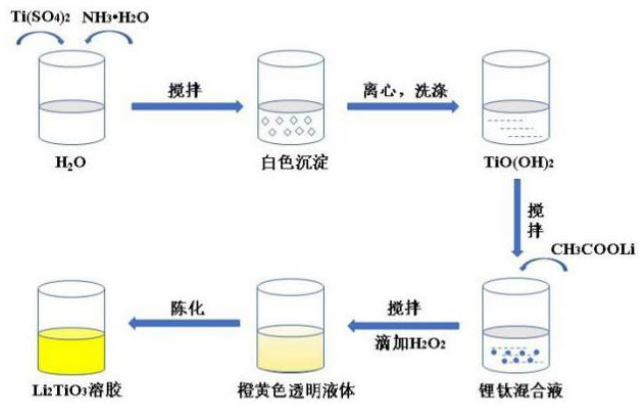 Ti(SO4)2 NH3•H2O
搅拌
离心，洗涤
H2O
白色沉淀
TiO(OH)2
搅拌
CH3COOLi
陈化
搅拌
滴加H2O2
Li2TiO3溶胶
橙黄色透明液体
锂钛混合液